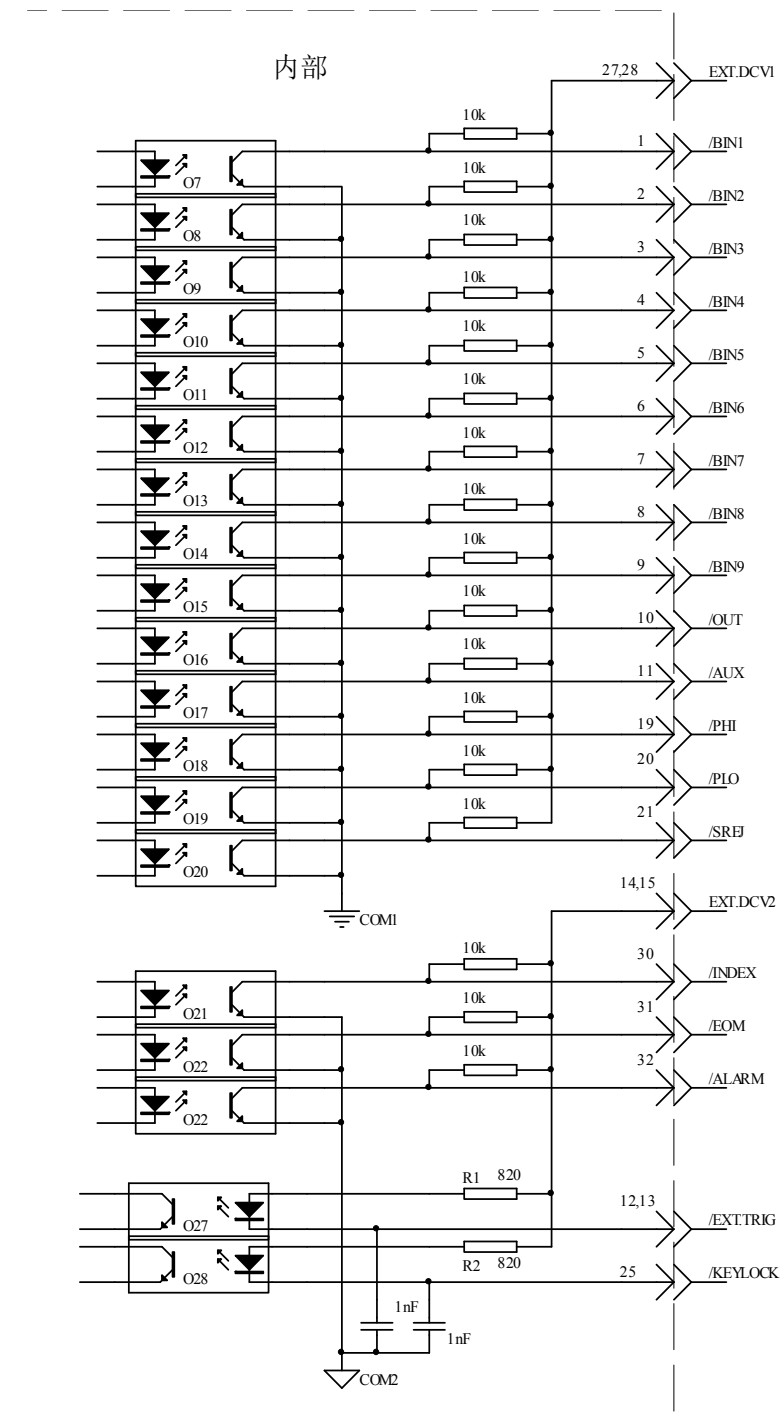 内部
27,28 EXT.DCV1
10k
1 /BIN1
O7
10k
2 /BIN2
O8
10k
3 /BIN3
O9
10k
4 /BIN4
O10
10k
5 /BIN5
O11
10k
6 /BIN6
O12
10k
7 /BIN7
O13
10k
8 /BIN8
O14
10k
9 /BIN9
O15
10k
10 /OUT
O16
10k
11 /AUX
O17
10k
19 /PHI
O18
10k
20 /PLO
O19
10k
21 /SREJ
O20
14,15 EXT.DCV2
COM1
10k
30 /INDEX
O21
10k
31 /EOM
O22
10k
32 /ALARM
O22
R1 820
12,13 /EXT.TRIG
O27
R2 820
25 /KEYLOCK
O28
1nF
1nF
COM2